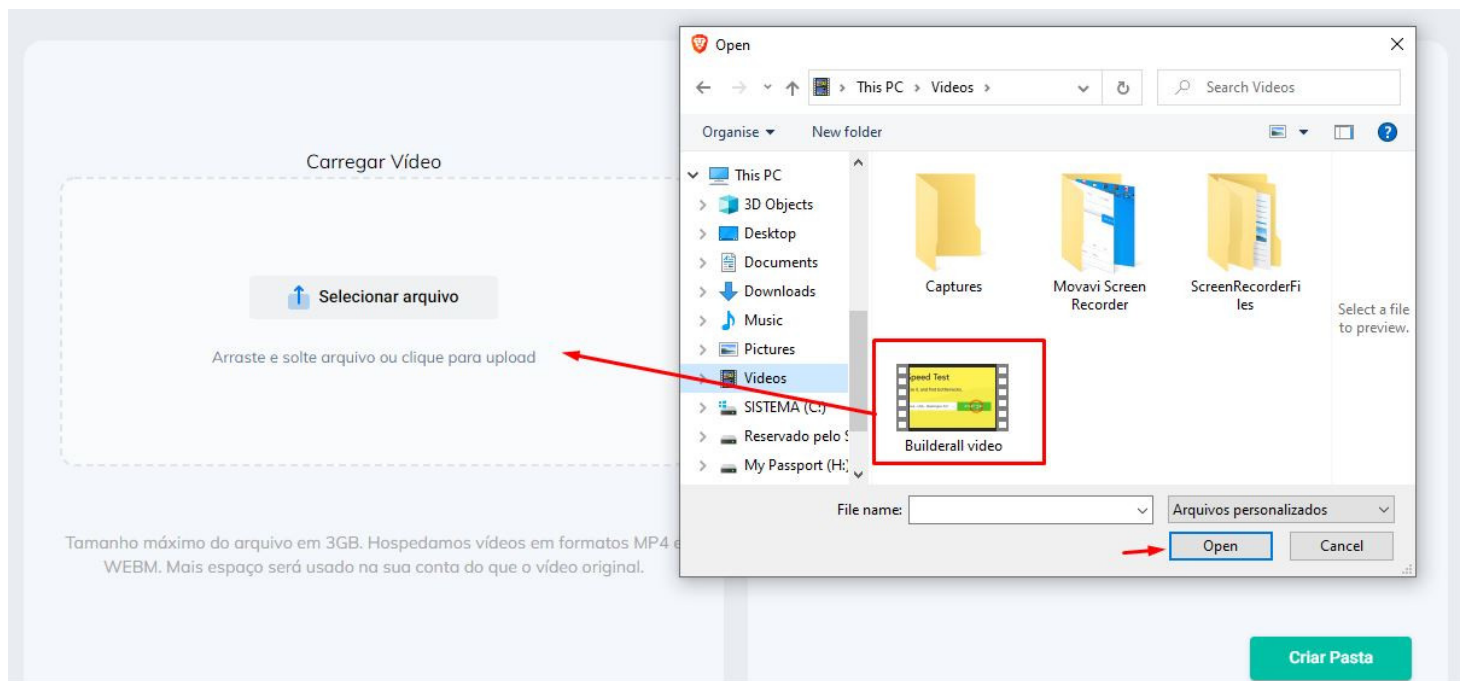 Carregar Vídeo
Selecionar arquivo
Arraste e solte arquivo ou clique para upload
Tamanho máximo do arquivo em 3GB. Hospedamos vídeos em formatos MP4 e
WEBM. Mais espaço será usado na sua conta do que o vídeo original.
Open
This PC > Videos >
Search Videos
Organise
New folder
This PC
3D Objects
Desktop
Documents
Downloads
Music
Pictures
Videos
SISTEMA (C:)
Reservado pelo S
My Passport (H:)
Captures
Movavi Screen
Recorder
ScreenRecorderFi
les
Select a file
to preview.
Speed Test
Builderall video
File name:
Arquivos personalizados
Open
Cancel
Criar Pasta